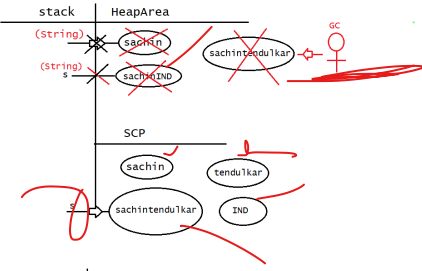 stack HeapArea
GC
(String)
sachin
sachintendulkar
(String)
s
sachinIND
SCP
sachin
tendulkar
s
sachintendulkar
IND